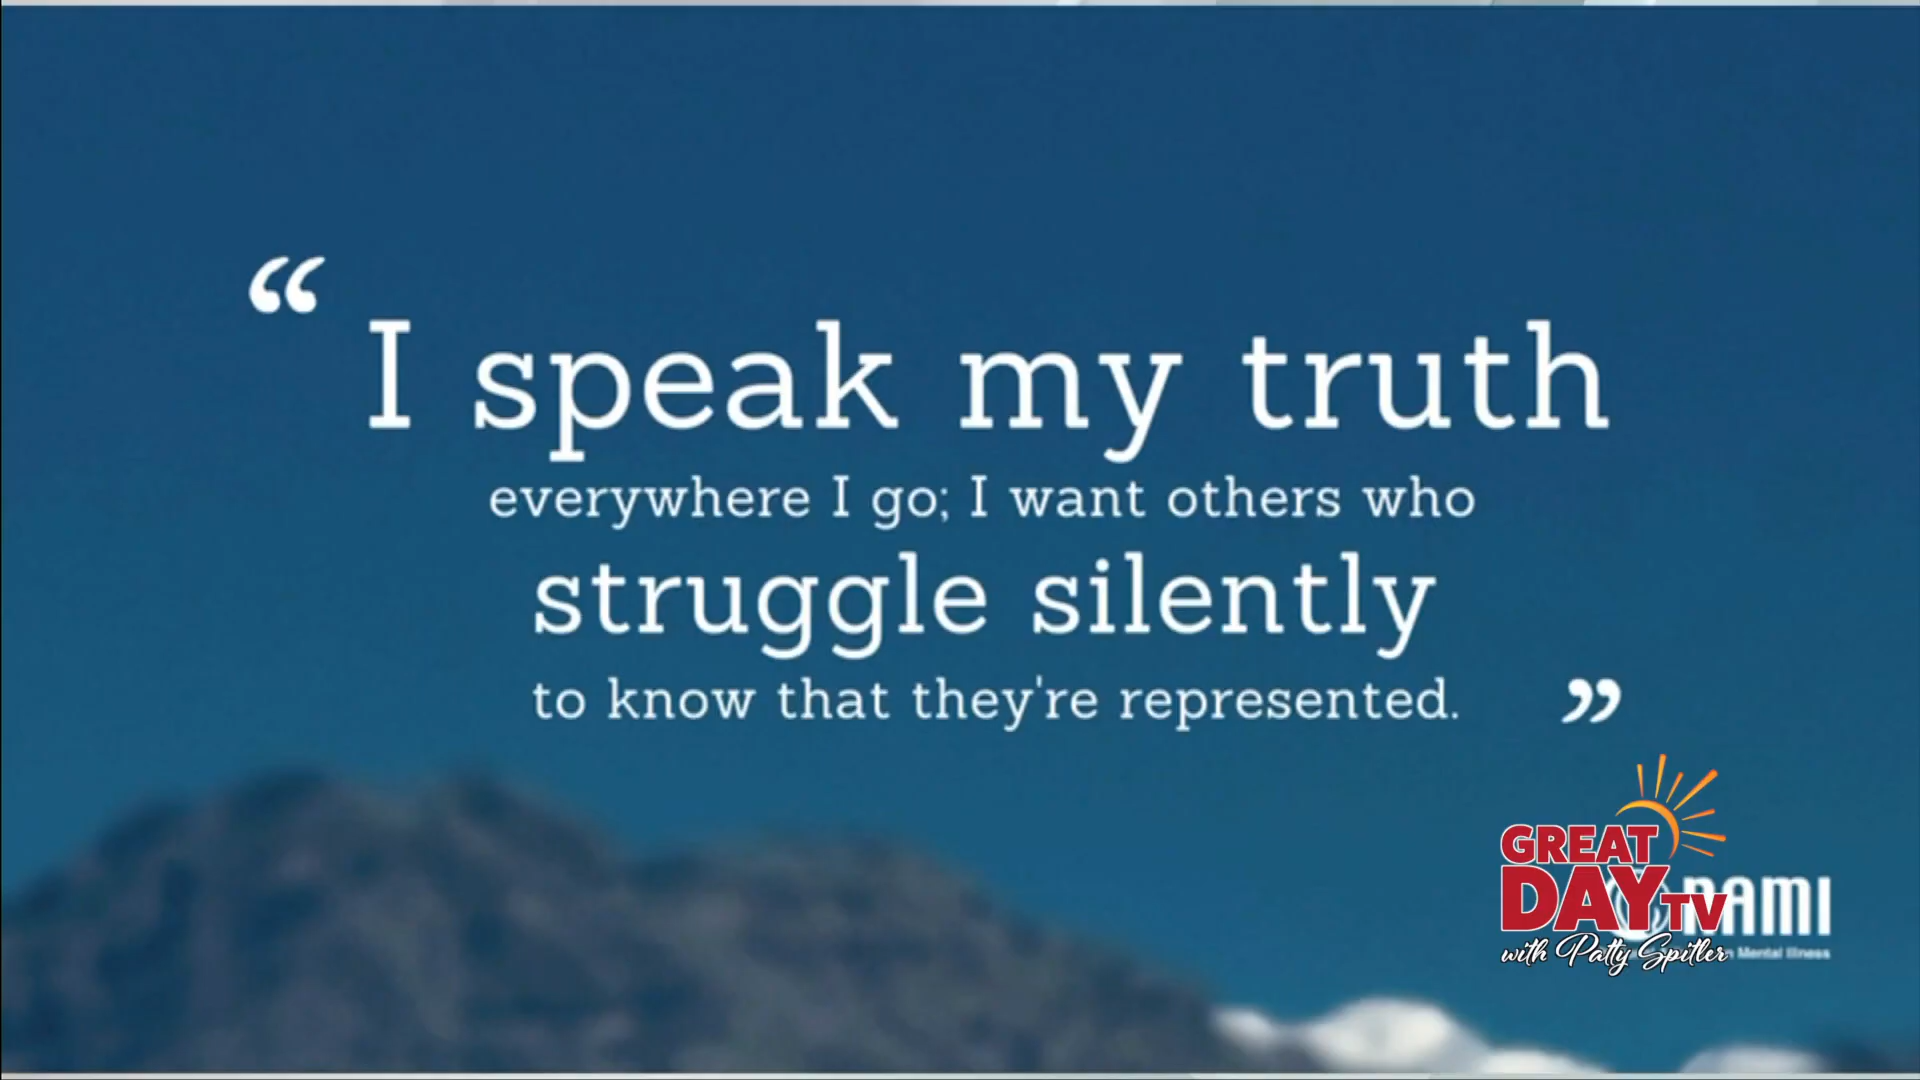 “ I speak my truth
everywhere I go; I want others who
struggle silently
to know that they're represented. ”
GREAT
DAY TV
with Patty Spitler
NAMI
Mental Illness